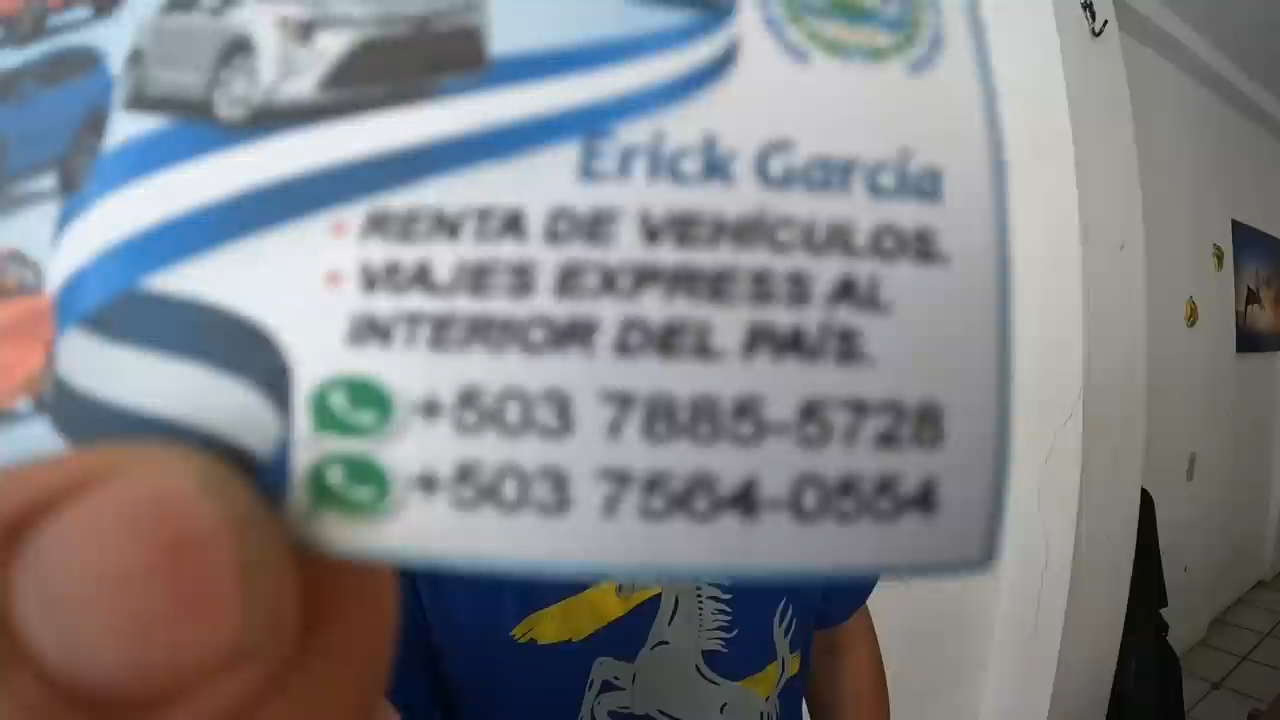 Erick García
• RENTA DE VEHÍCULOS.
• VIAJES EXPRESS AL
INTERIOR DEL PAÍS.
+503 7885-5728
+503 7564-0554